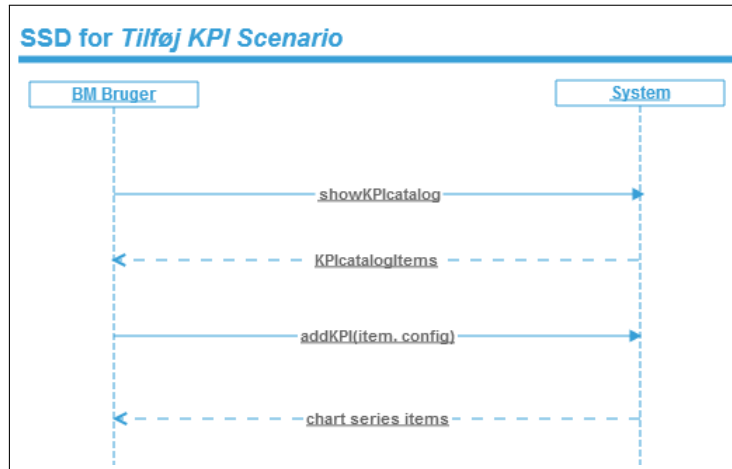 SSD for Tilføj KPI Scenario
BM Bruger
System
showKPIcatalog
KPIcatalogItems
addKPI(item, config)
chart series items